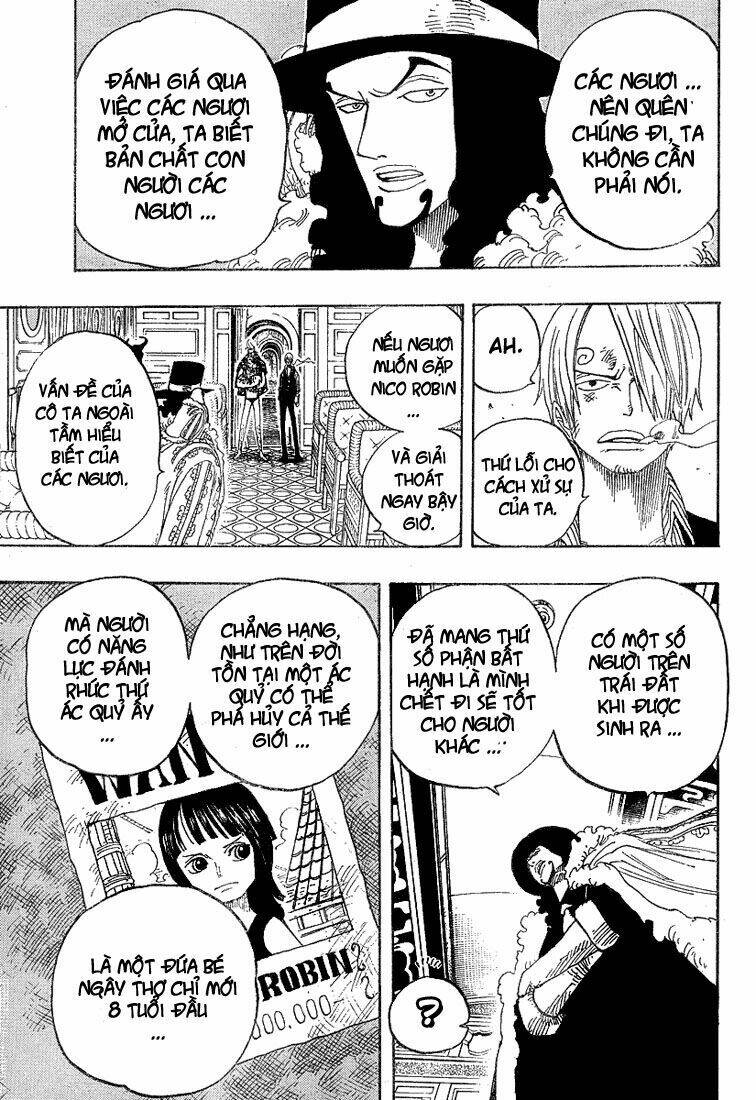 CÁC NGƯƠI ...
NÊN QUÊN
CHÚNG ĐI, TA
KHÔNG CẦN
PHẢI NÓI.
ĐÁNH GIÁ QUA
VIỆC CÁC NGƯƠI
MỞ CỬA, TA BIẾT
BẢN CHẤT CON
NGƯỜI CÁC
NGƯƠI ...
AH.
THỨ LỖI CHO
CÁCH XỬ SỰ
CỦA TA.
NẾU NGƯƠI
MUỐN GẶP
NICO ROBIN
...
VÀ GIẢI
THOÁT
NGAY BÂY
GIỜ.
VẤN ĐỀ CỦA
CÔ TA NGOÀI
TẦM HIỂU
BIẾT CỦA
CÁC NGƯƠI.
CÓ MỘT SỐ
NGƯỜI TRÊN
TRÁI ĐẤT
KHI ĐƯỢC
SINH RA ...
ĐÃ MANG THỨ
SỐ PHẬN BẤT
HẠNH LÀ MÌNH
CHẾT ĐI SẼ TỐT
CHO NGƯỜI
KHÁC ...
?
CHẲNG HẠN,
NHƯ TRÊN ĐỜI
TỒN TẠI MỘT ÁC
QUỶ CÓ THỂ
PHÁ HỦY CẢ THẾ
GIỚI ...
MÀ NGƯỜI
CÓ NĂNG
LỰC ĐÁNH
THỨC THỨ
ÁC QUỶ ẤY
...
WAN
ROBIN
000.000-
LÀ MỘT ĐỨA BÉ
NGÂY THƠ CHỈ MỚI
8 TUỔI ĐẦU
...